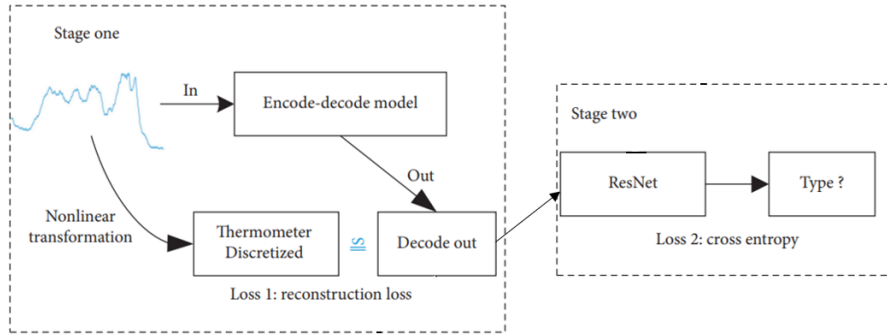 Stage one
In
Encode-decode model
Out
Nonlinear
transformation
Thermometer
Discretized
Decode out
Loss 1: reconstruction loss
Stage two
ResNet
Type ?
Loss 2: cross entropy